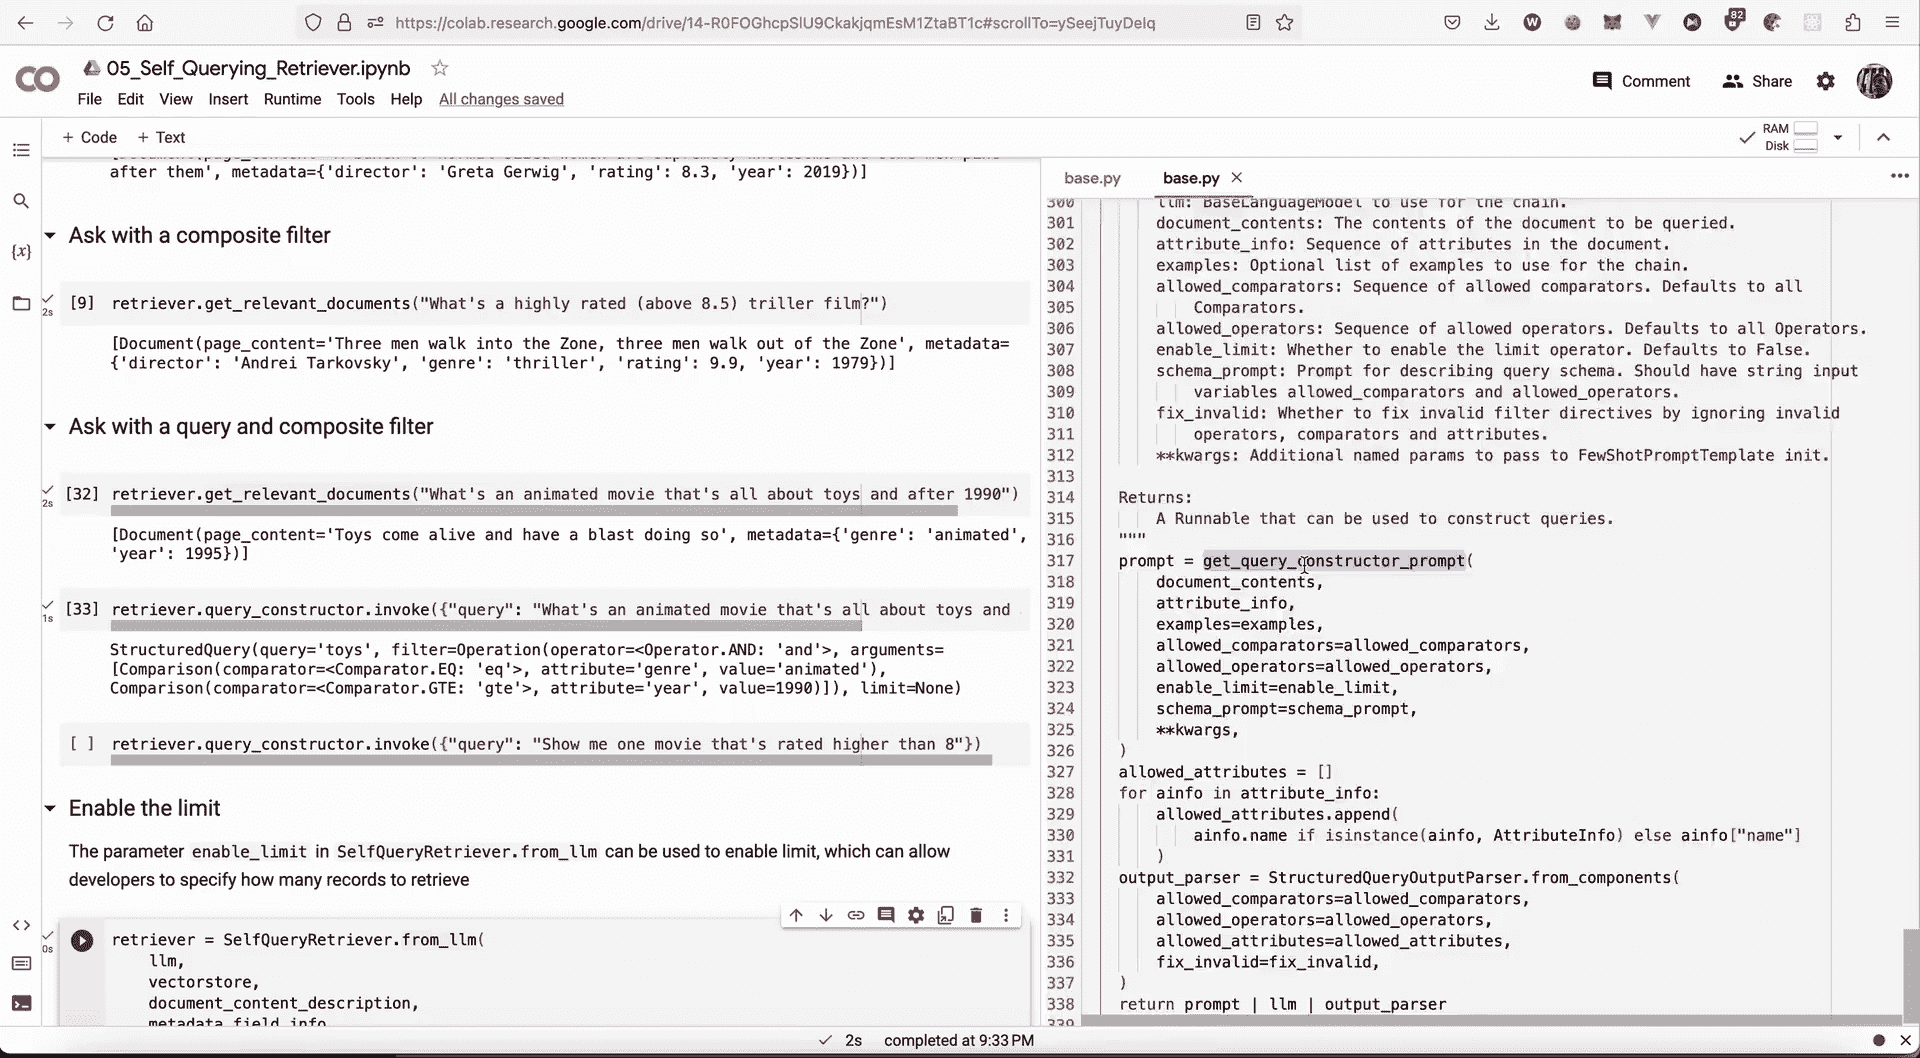 https://colab.research.google.com/drive/14-R0FOGhcpSlU9CkakjqmEsM1ZtaBT1c#scrollTo=ySeejTuyDelq
82
05_Self_Querying_Retriever.ipynb
File Edit View Insert Runtime Tools Help All changes saved
Comment
Share
+ Code + Text
RAM
Disk
after them', metadata={'director': 'Greta Gerwig', 'rating': 8.3, 'year': 2019})]
Ask with a composite filter
[9] retriever.get_relevant_documents("What's a highly rated (above 8.5) triller film?")
2s
[Document(page_content='Three men walk into the Zone, three men walk out of the Zone', metadata=
{'director': 'Andrei Tarkovsky', 'genre': 'thriller', 'rating': 9.9, 'year': 1979})]
Ask with a query and composite filter
[32] retriever.get_relevant_documents("What's an animated movie that's all about toys and after 1990")
2s
[Document(page_content='Toys come alive and have a blast doing so', metadata={'genre': 'animated',
'year': 1995})]
[33] retriever.query_constructor.invoke({"query": "What's an animated movie that's all about toys and
1s
StructuredQuery(query='toys', filter=Operation(operator=<Operator.AND: 'and'>, arguments=
[Comparison(comparator=<Comparator.EQ: 'eq'>, attribute='genre', value='animated'),
Comparison(comparator=<Comparator.GTE: 'gte'>, attribute='year', value=1990)]), limit=None)
[ ] retriever.query_constructor.invoke({"query": "Show me one movie that's rated higher than 8"})
Enable the limit
The parameter enable_limit in SelfQueryRetriever.from_llm can be used to enable limit, which can allow
developers to specify how many records to retrieve
0s
retriever = SelfQueryRetriever.from_llm(
llm,
vectorstore,
document_content_description,
metadata_field_info,
base.py base.py
300 llm: BaseLanguageModel to use for the chain.
301 document_contents: The contents of the document to be queried.
302 attribute_info: Sequence of attributes in the document.
303 examples: Optional list of examples to use for the chain.
304 allowed_comparators: Sequence of allowed comparators. Defaults to all
305 Comparators.
306 allowed_operators: Sequence of allowed operators. Defaults to all Operators.
307 enable_limit: Whether to enable the limit operator. Defaults to False.
308 schema_prompt: Prompt for describing query schema. Should have string input
309 variables allowed_comparators and allowed_operators.
310 fix_invalid: Whether to fix invalid filter directives by ignoring invalid
311 operators, comparators and attributes.
312 **kwargs: Additional named params to pass to FewShotPromptTemplate init.
313
314 Returns:
315 A Runnable that can be used to construct queries.
316 """
317 prompt = get_query_constructor_prompt(
318 document_contents,
319 attribute_info,
320 examples=examples,
321 allowed_comparators=allowed_comparators,
322 allowed_operators=allowed_operators,
323 enable_limit=enable_limit,
324 schema_prompt=schema_prompt,
325 **kwargs,
326 )
327 allowed_attributes = []
328 for ainfo in attribute_info:
329 allowed_attributes.append(
330 ainfo.name if isinstance(ainfo, AttributeInfo) else ainfo["name"]
331 )
332 output_parser = StructuredQueryOutputParser.from_components(
333 allowed_comparators=allowed_comparators,
334 allowed_operators=allowed_operators,
335 allowed_attributes=allowed_attributes,
336 fix_invalid=fix_invalid,
337 )
338 return prompt | llm | output_parser
339
2s completed at 9:33 PM